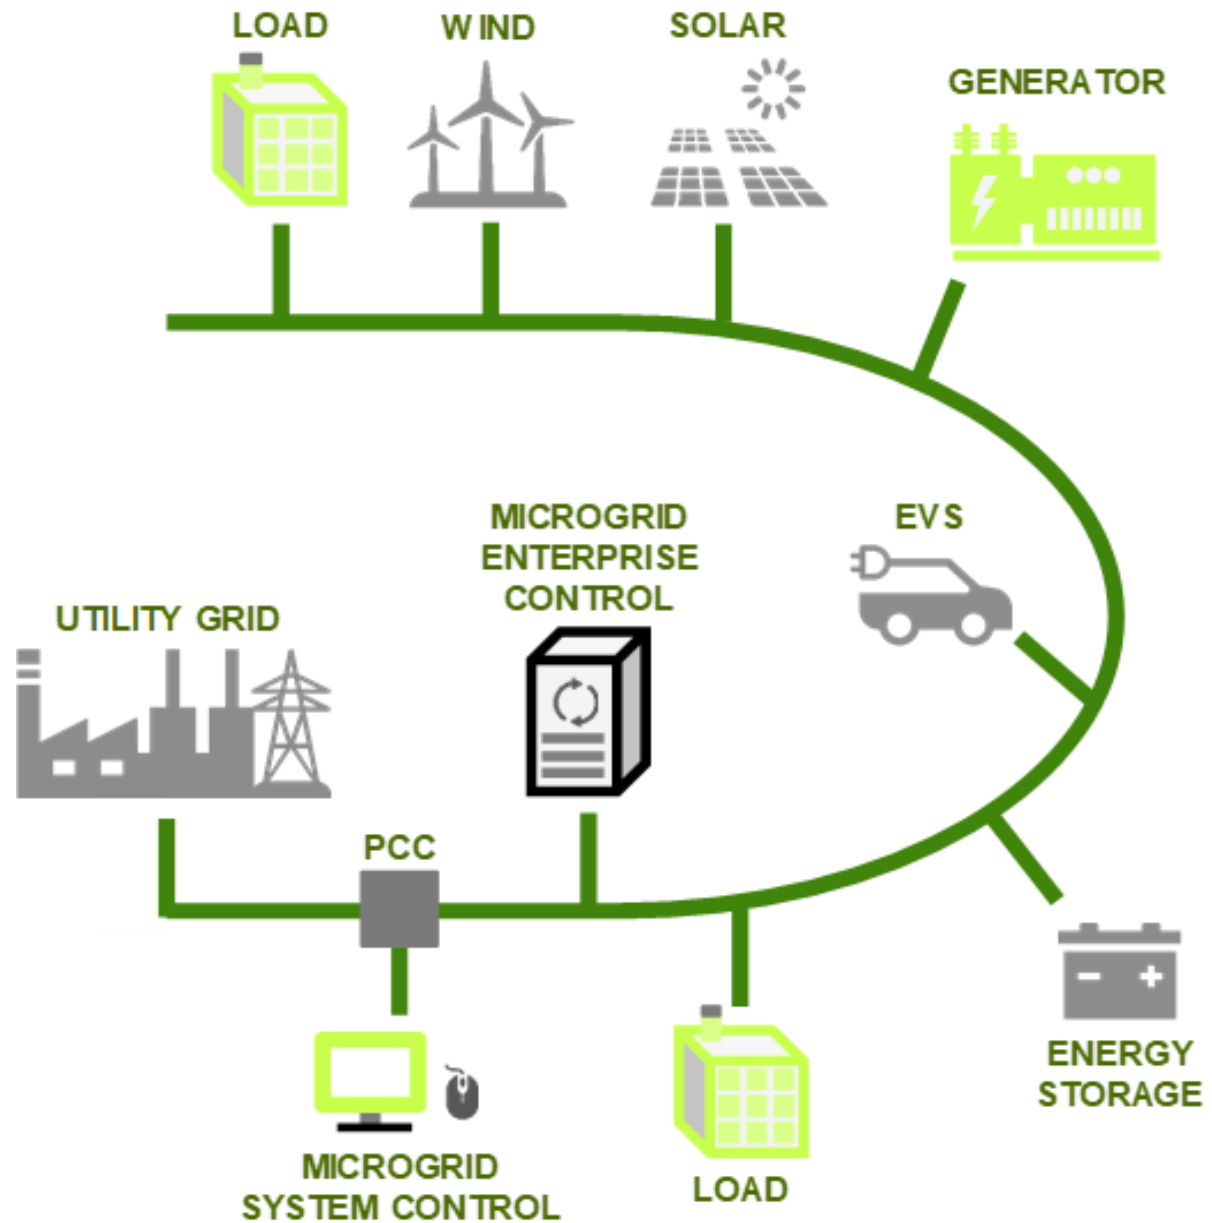 LOAD
WIND
SOLAR
GENERATOR
MICROGRID
ENTERPRISE
CONTROL
EVS
UTILITY GRID
PCC
ENERGY
STORAGE
MICROGRID
SYSTEM CONTROL
LOAD